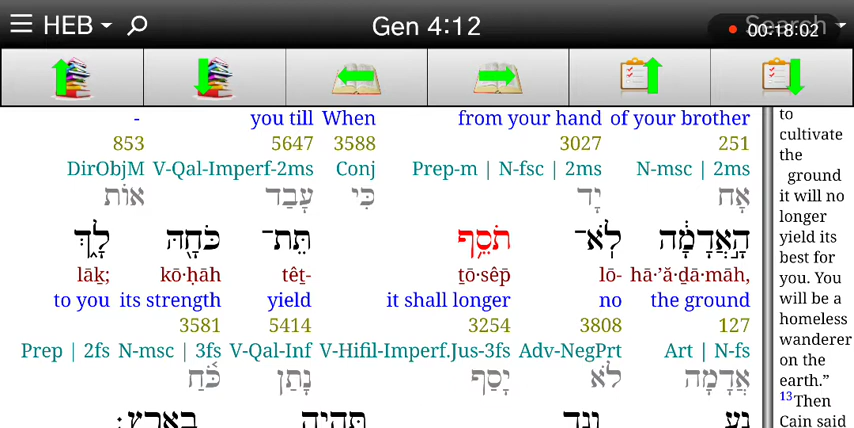 HEB
Gen 4:12
Search
00:18:02
- you till When from your hand of your brother
853 5647 3588 3027 251
DirObjM V-Qal-Imperf-2ms Conj Prep-m | N-fsc | 2ms N-msc | 2ms
אָח יָד כִּי עָבַד אוֹת
הָֽאֲדָמָ֔ה לֹֽא־ תֹסֵ֥ף תֵּת־ כֹּחָ֖הּ לָ֑ךְ
lāḵ; kō·ḥāh têṯ- ṯō·sêp̄ lō- hā·’ă·ḏā·māh,
to you its strength yield it shall longer no the ground
3581 5414 3254 3808 127
Prep | 2fs N-msc | 3fs V-Qal-Inf V-Hifil-Imperf.Jus-3fs Adv-NegPrt Art | N-fs
אֲדָמָה לֹא יָסַף נָתַן כֹּחַ
to
cultivate
the
ground
it will no
longer
yield its
best for
you. You
will be a
homeless
wanderer
on the
earth.”
13Then
Cain said